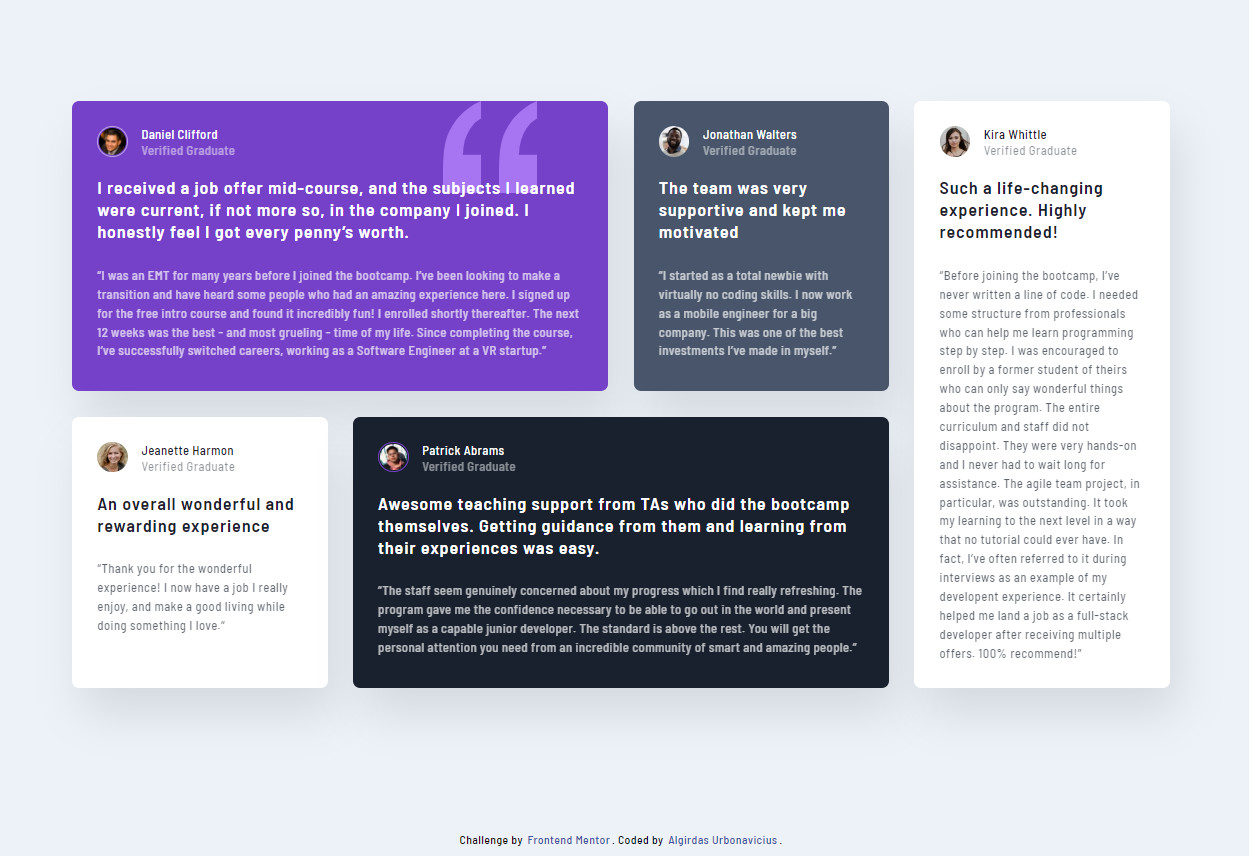 Daniel Clifford
Verified Graduate
I received a job offer mid-course, and the subjects I learned
were current, if not more so, in the company I joined. I
honestly feel I got every penny’s worth.
“I was an EMT for many years before I joined the bootcamp. I’ve been looking to make a
transition and have heard some people who had an amazing experience here. I signed up
for the free intro course and found it incredibly fun! I enrolled shortly thereafter. The next
12 weeks was the best - and most grueling - time of my life. Since completing the course,
I’ve successfully switched careers, working as a Software Engineer at a VR startup.”
Jonathan Walters
Verified Graduate
The team was very
supportive and kept me
motivated
“I started as a total newbie with
virtually no coding skills. I now work
as a mobile engineer for a big
company. This was one of the best
investments I’ve made in myself.”
Kira Whittle
Verified Graduate
Such a life-changing
experience. Highly
recommended!
“Before joining the bootcamp, I’ve
never written a line of code. I needed
some structure from professionals
who can help me learn programming
step by step. I was encouraged to
enroll by a former student of theirs
who can only say wonderful things
about the program. The entire
curriculum and staff did not
disappoint. They were very hands-on
and I never had to wait long for
assistance. The agile team project, in
particular, was outstanding. It took
my learning to the next level in a way
that no tutorial could ever have. In
fact, I’ve often referred to it during
interviews as an example of my
developent experience. It certainly
helped me land a job as a full-stack
developer after receiving multiple
offers. 100% recommend!”
Jeanette Harmon
Verified Graduate
An overall wonderful and
rewarding experience
“Thank you for the wonderful
experience! I now have a job I really
enjoy, and make a good living while
doing something I love.”
Patrick Abrams
Verified Graduate
Awesome teaching support from TAs who did the bootcamp
themselves. Getting guidance from them and learning from
their experiences was easy.
“The staff seem genuinely concerned about my progress which I find really refreshing. The
program gave me the confidence necessary to be able to go out in the world and present
myself as a capable junior developer. The standard is above the rest. You will get the
personal attention you need from an incredible community of smart and amazing people.”
Challenge by Frontend Mentor. Coded by Algirdas Urbonavicius.